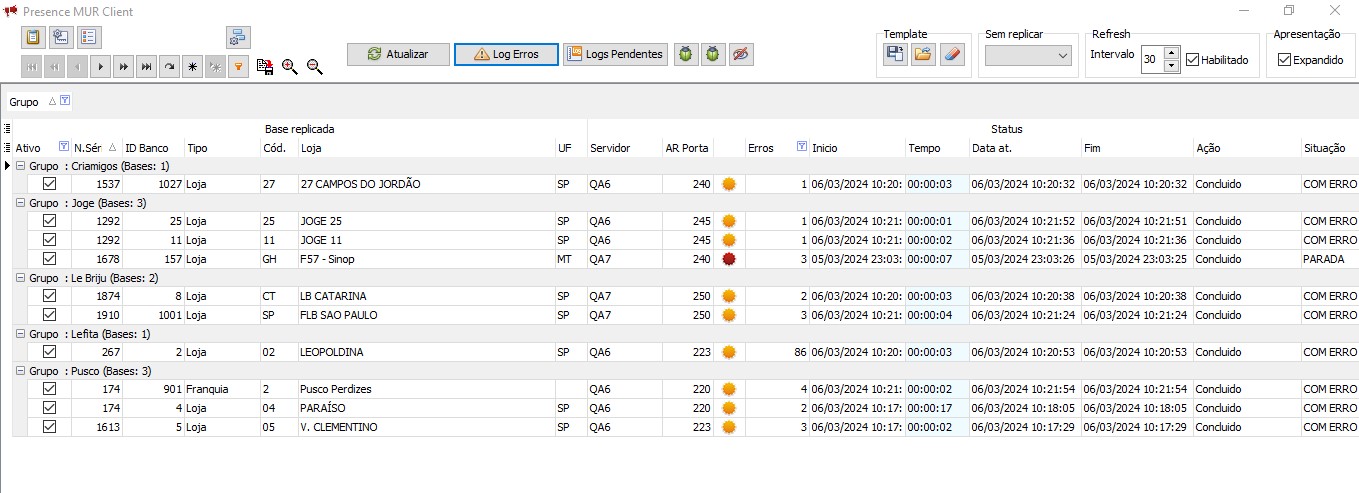 Presence MUR Client
Atualizar Log Erros Logs Pendentes
Template Sem replicar Refresh Apresentação
Intervalo 30 Habilitado Expandido
Grupo
Base replicada Status
Ativo N.Séri ID Banco Tipo Cód. Loja UF Servidor AR Porta Erros Inicio Tempo Data at. Fim Ação Situação
Grupo : Criamigos (Bases: 1)
1537 1027 Loja 27 27 CAMPOS DO JORDÃO SP QA6 240 1 06/03/2024 10:20: 00:00:03 06/03/2024 10:20:32 06/03/2024 10:20:32 Concluido COM ERRO
Grupo : Joge (Bases: 3)
1292 25 Loja 25 JOGE 25 SP QA6 245 1 06/03/2024 10:21: 00:00:01 06/03/2024 10:21:52 06/03/2024 10:21:51 Concluido COM ERRO
1292 11 Loja 11 JOGE 11 SP QA6 245 1 06/03/2024 10:21: 00:00:02 06/03/2024 10:21:36 06/03/2024 10:21:36 Concluido COM ERRO
1678 157 Loja GH F57 - Sinop MT QA7 240 3 05/03/2024 23:03: 00:00:07 05/03/2024 23:03:26 05/03/2024 23:03:25 Concluido PARADA
Grupo : Le Briju (Bases: 2)
1874 8 Loja CT LB CATARINA SP QA7 250 2 06/03/2024 10:20: 00:00:03 06/03/2024 10:20:38 06/03/2024 10:20:38 Concluido COM ERRO
1910 1001 Loja SP FLB SAO PAULO SP QA7 250 3 06/03/2024 10:21: 00:00:04 06/03/2024 10:21:24 06/03/2024 10:21:24 Concluido COM ERRO
Grupo : Lefita (Bases: 1)
267 2 Loja 02 LEOPOLDINA SP QA6 223 86 06/03/2024 10:20: 00:00:03 06/03/2024 10:20:53 06/03/2024 10:20:53 Concluido COM ERRO
Grupo : Pusco (Bases: 3)
174 901 Franquia 2 Pusco Perdizes QA6 220 4 06/03/2024 10:21: 00:00:02 06/03/2024 10:21:54 06/03/2024 10:21:54 Concluido COM ERRO
174 4 Loja 04 PARAÍSO SP QA6 220 2 06/03/2024 10:17: 00:00:17 06/03/2024 10:18:05 06/03/2024 10:18:05 Concluido COM ERRO
1613 5 Loja 05 V. CLEMENTINO SP QA6 223 3 06/03/2024 10:17: 00:00:02 06/03/2024 10:17:29 06/03/2024 10:17:29 Concluido COM ERRO